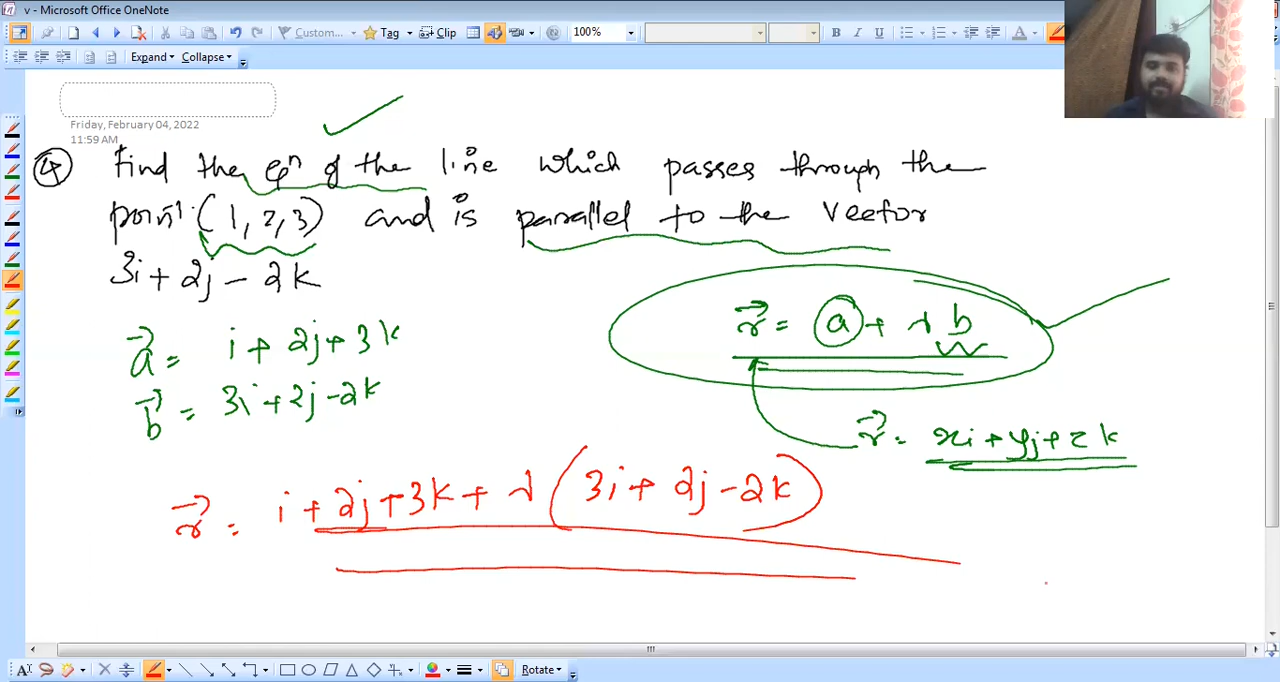 v - Microsoft Office OneNote
Custom... Tag Clip 100% B I U A
Expand Collapse
Friday, February 04, 2022
11:59 AM
④ Find the eqⁿ of the line which passes through the
point (1, 2, 3) and is parallel to the vector
3i + 2j - 2k
r⃗ = a + λ b
a⃗ = i + 2j + 3k
b⃗ = 3i + 2j - 2k
r⃗ = xi + yj + zk
r⃗ = i + 2j + 3k + λ (3i + 2j - 2k)
Rotate